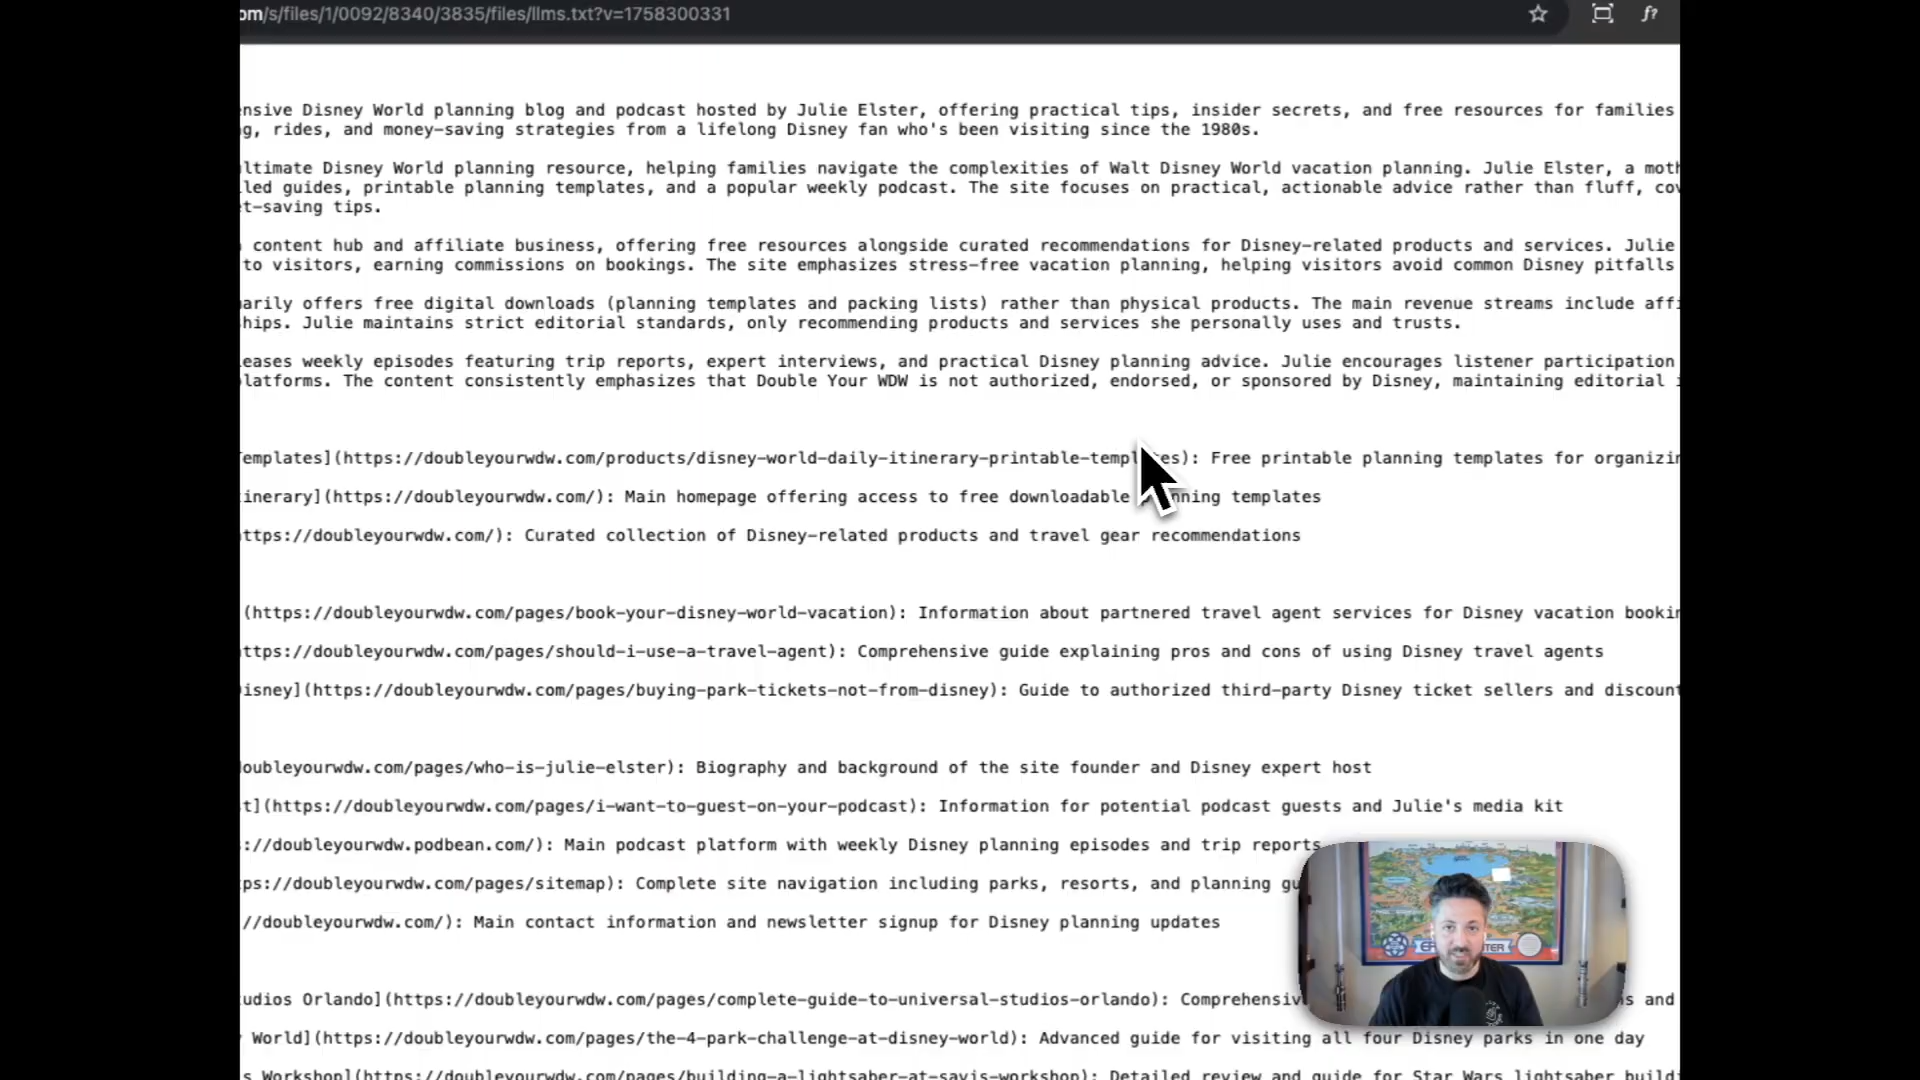 om/s/files/1/0092/8340/3835/files/llms.txt?v=1758300331
ensive Disney World planning blog and podcast hosted by Julie Elster, offering practical tips, insider secrets, and free resources for families
g, rides, and money-saving strategies from a lifelong Disney fan who's been visiting since the 1980s.
ultimate Disney World planning resource, helping families navigate the complexities of Walt Disney World vacation planning. Julie Elster, a moth
led guides, printable planning templates, and a popular weekly podcast. The site focuses on practical, actionable advice rather than fluff, cov
t-saving tips.
content hub and affiliate business, offering free resources alongside curated recommendations for Disney-related products and services. Julie
to visitors, earning commissions on bookings. The site emphasizes stress-free vacation planning, helping visitors avoid common Disney pitfalls
arily offers free digital downloads (planning templates and packing lists) rather than physical products. The main revenue streams include affi
hips. Julie maintains strict editorial standards, only recommending products and services she personally uses and trusts.
eases weekly episodes featuring trip reports, expert interviews, and practical Disney planning advice. Julie encourages listener participation
latforms. The content consistently emphasizes that Double Your WDW is not authorized, endorsed, or sponsored by Disney, maintaining editorial i
Templates](https://doubleyourwdw.com/products/disney-world-daily-itinerary-printable-templ es): Free printable planning templates for organizin
tinerary](https://doubleyourwdw.com/): Main homepage offering access to free downloadable nning templates
ttps://doubleyourwdw.com/): Curated collection of Disney-related products and travel gear recommendations
(https://doubleyourwdw.com/pages/book-your-disney-world-vacation): Information about partnered travel agent services for Disney vacation bookin
ttps://doubleyourwdw.com/pages/should-i-use-a-travel-agent): Comprehensive guide explaining pros and cons of using Disney travel agents
Disney](https://doubleyourwdw.com/pages/buying-park-tickets-not-from-disney): Guide to authorized third-party Disney ticket sellers and discount
doubleyourwdw.com/pages/who-is-julie-elster): Biography and background of the site founder and Disney expert host
st](https://doubleyourwdw.com/pages/i-want-to-guest-on-your-podcast): Information for potential podcast guests and Julie's media kit
://doubleyourwdw.podbean.com/): Main podcast platform with weekly Disney planning episodes and trip reports
ps://doubleyourwdw.com/pages/sitemap): Complete site navigation including parks, resorts, and planning gu
//doubleyourwdw.com/): Main contact information and newsletter signup for Disney planning updates
tudios Orlando](https://doubleyourwdw.com/pages/complete-guide-to-universal-studios-orlando): Comprehensiv s and
World](https://doubleyourwdw.com/pages/the-4-park-challenge-at-disney-world): Advanced guide for visiting all four Disney parks in one day
s Workshop](https://doubleyourwdw.com/pages/building-a-lightsaber-at-savis-workshop): Detailed review and guide for Star Wars lightsaber buildi